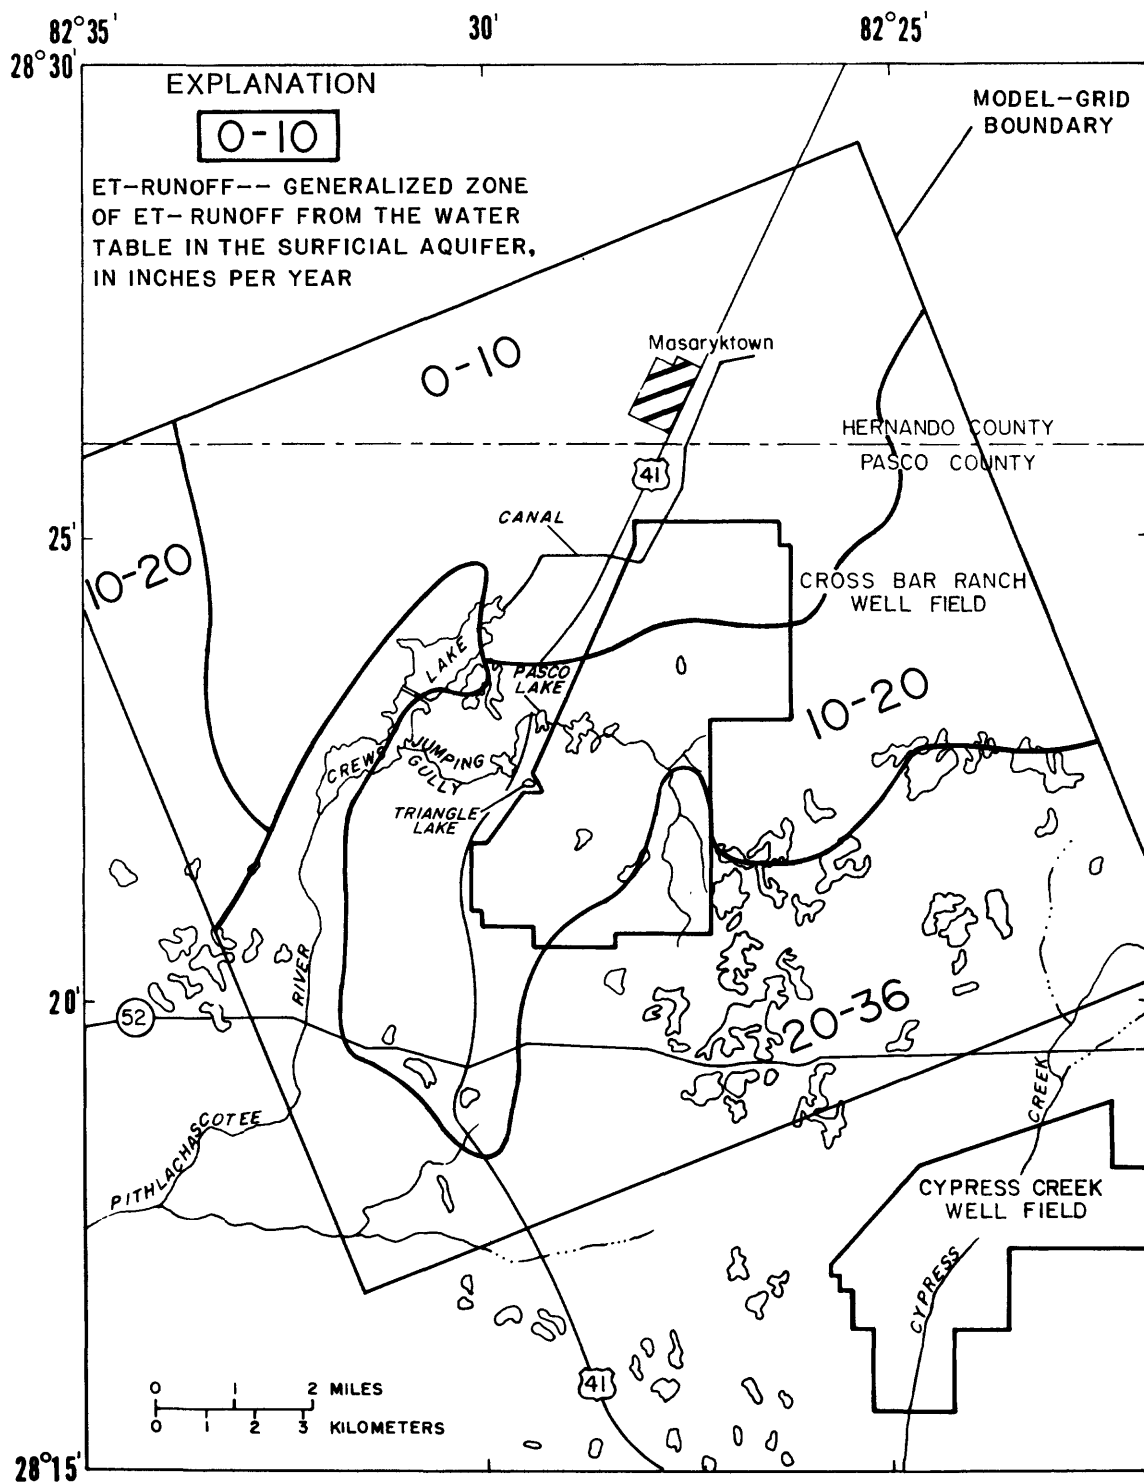 82°35'
30'
82°25'
28°30'
EXPLANATION
0-10
ET-RUNOFF-- GENERALIZED ZONE
OF ET-RUNOFF FROM THE WATER
TABLE IN THE SURFICIAL AQUIFER,
IN INCHES PER YEAR
MODEL-GRID
BOUNDARY
Masaryktown
0-10
HERNANDO COUNTY
PASCO COUNTY
41
CANAL
25'
10-20
CROSS BAR RANCH
WELL FIELD
LAKE
PASCO
LAKE
10-20
CREWS
JUMPING
GULLY
TRIANGLE
LAKE
RIVER
20'
52
20-36
CREEK
PITHLACHASCOTEE
CYPRESS CREEK
WELL FIELD
CYPRESS
41
0 1 2 MILES
0 1 2 3 KILOMETERS
28°15'